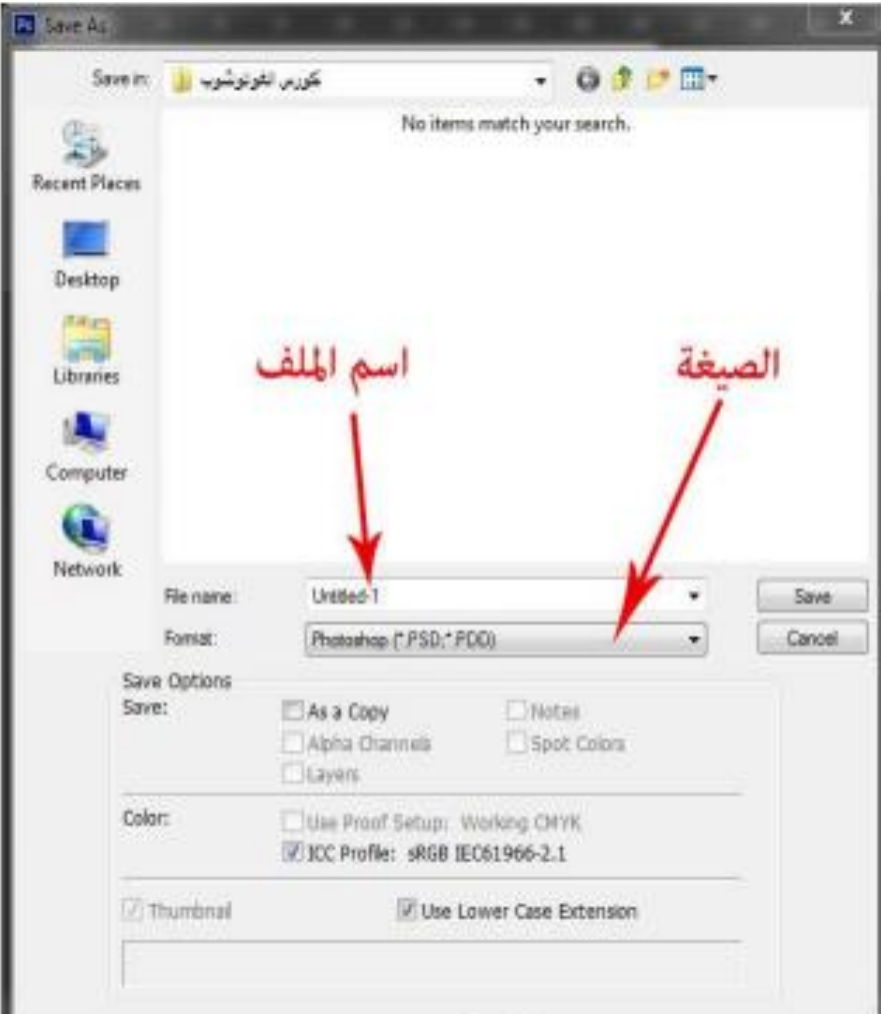 Ps Save As
Save in: كورس الفوتوشوب
No items match your search.
Recent Places
Desktop
Libraries
Computer
Network
اسم الملف
الصيغة
File name: Untitled-1 Save
Format: Photoshop (*.PSD;*.PDD) Cancel
Save Options
Save: As a Copy Notes
Alpha Channels Spot Colors
Layers
Color: Use Proof Setup: Working CMYK
ICC Profile: sRGB IEC61966-2.1
Thumbnail Use Lower Case Extension